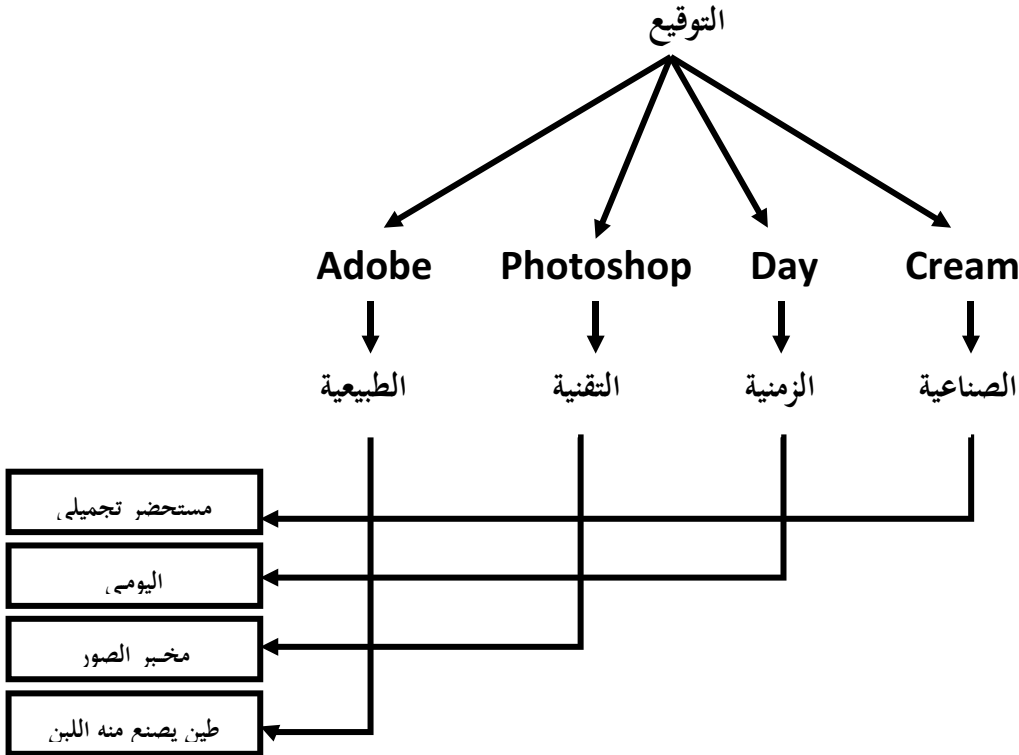 التوقيع
Adobe Photoshop Day Cream
الطبيعية التقنية الزمنية الصناعية
مستحضر تجميلي
اليومي
مخبر الصور
طين يصنع منه اللبن